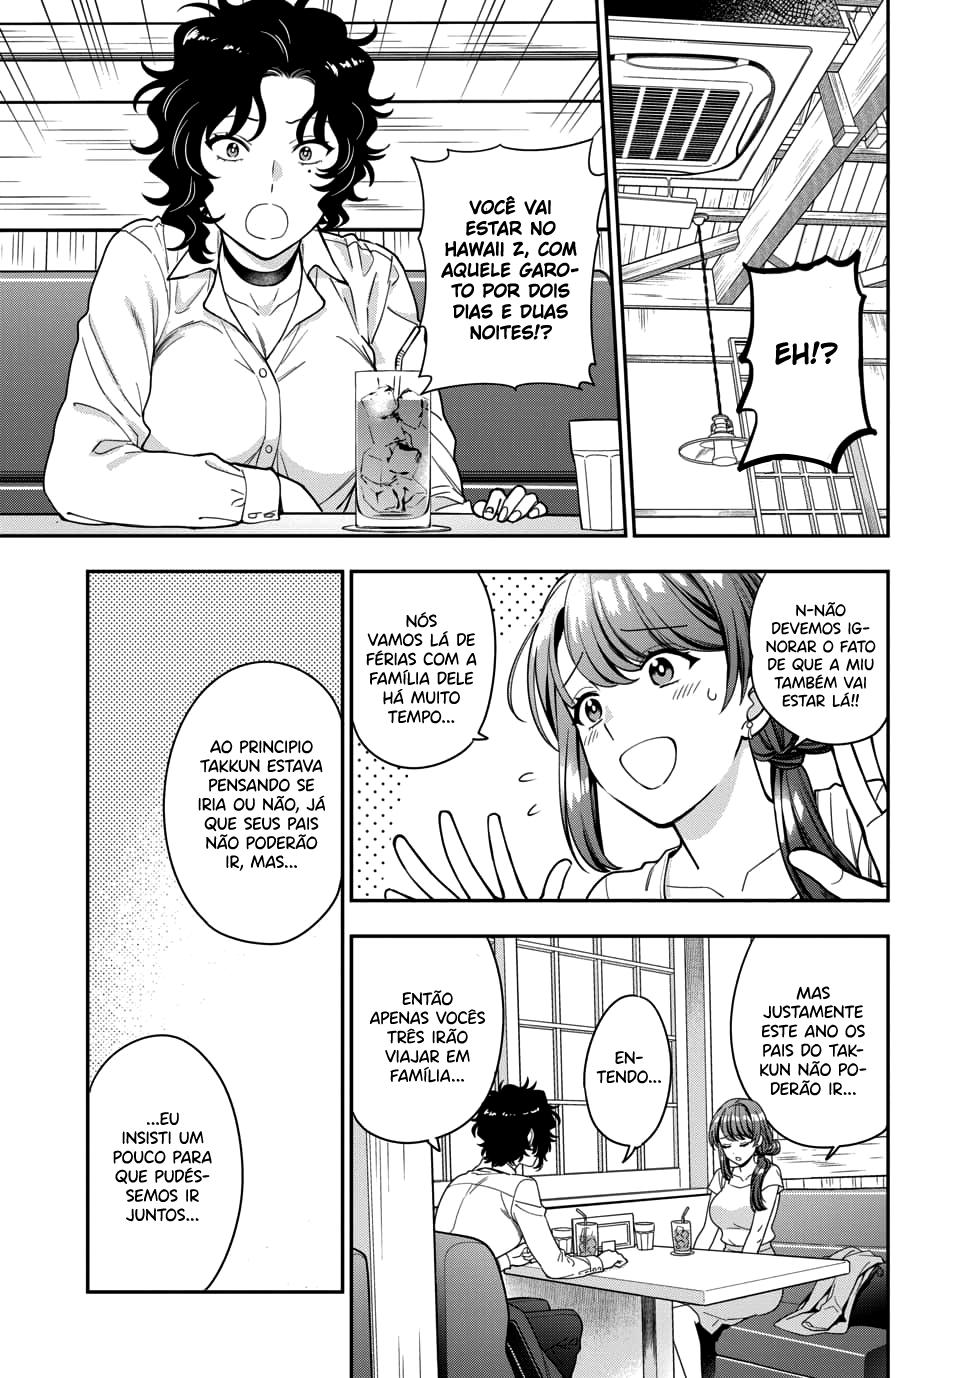 EH!?
VOCÊ VAI
ESTAR NO
HAWAII Z, COM
AQUELE GARO-
TO POR DOIS
DIAS E DUAS
NOITES!?
N-NÃO
DEVEMOS IG-
NORAR O FATO
DE QUE A MIU
TAMBÉM VAI
ESTAR LÁ!!
NÓS
VAMOS LÁ DE
FÉRIAS COM A
FAMÍLIA DELE
HÁ MUITO
TEMPO...
MAS
JUSTAMENTE
ESTE ANO OS
PAIS DO TAK-
KUN NÃO PO-
DERÃO IR...
EN-
TENDO...
ENTÃO
APENAS VOCÊS
TRÊS IRÃO
VIAJAR EM
FAMÍLIA...
AO PRINCIPIO
TAKKUN ESTAVA
PENSANDO SE
IRIA OU NÃO, JÁ
QUE SEUS PAIS
NÃO PODERÃO
IR, MAS...
...EU
INSISTI UM
POUCO PARA
QUE PUDÉS-
SEMOS IR
JUNTOS...